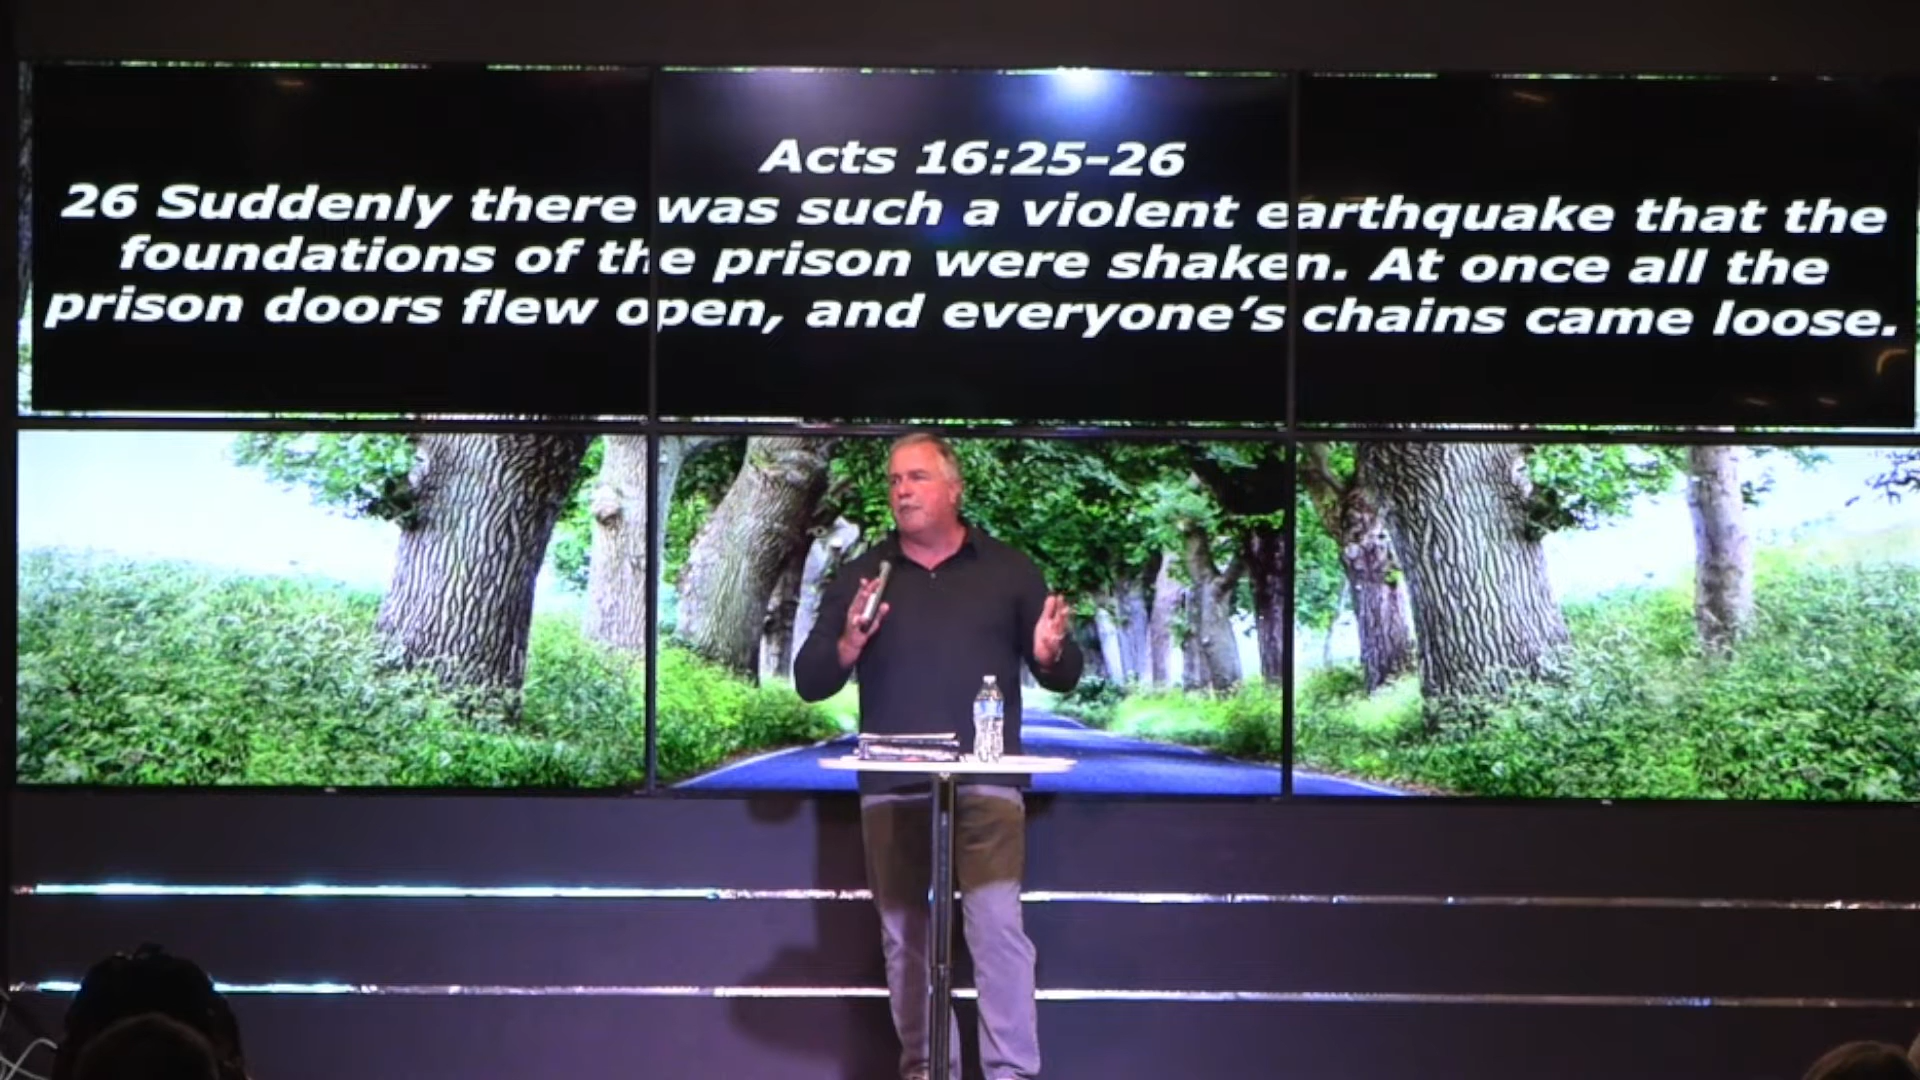 Acts 16:25-26
26 Suddenly there was such a violent earthquake that the
foundations of the prison were shaken. At once all the
prison doors flew open, and everyone's chains came loose.